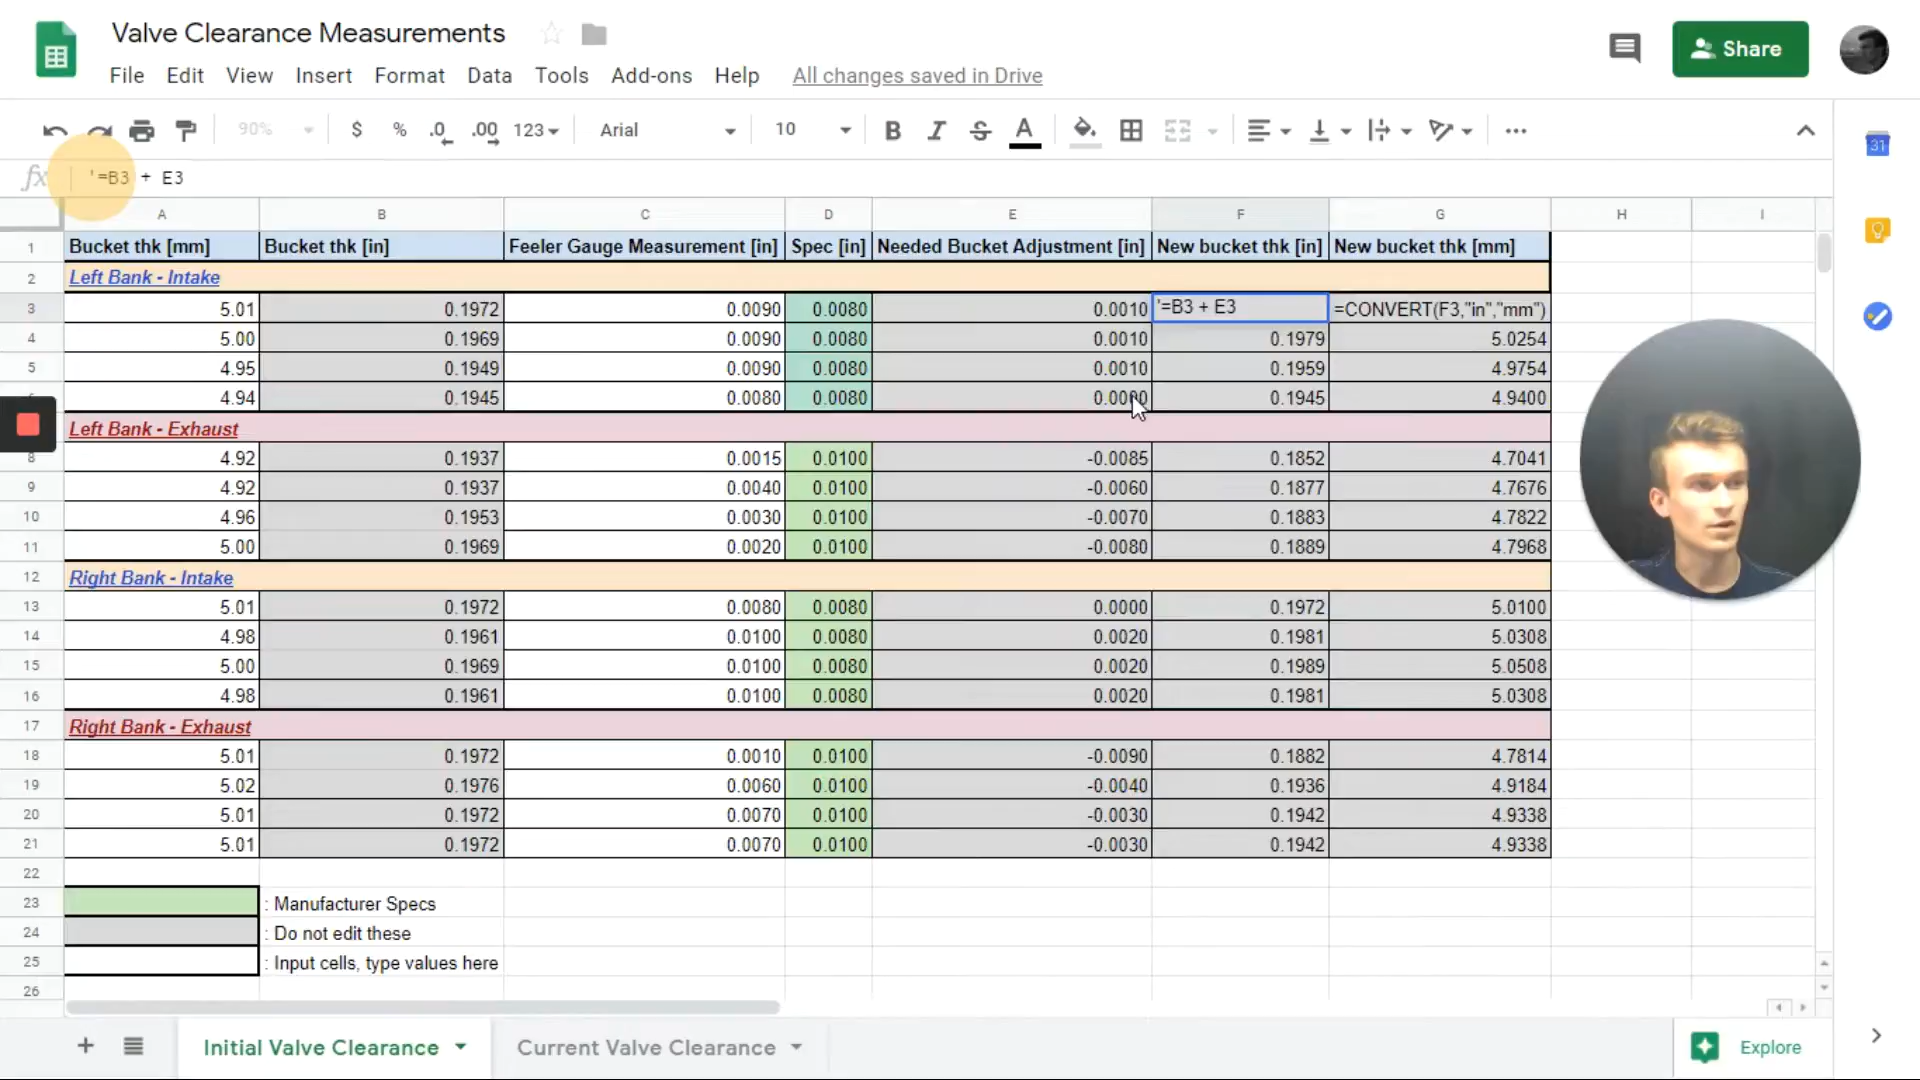 Valve Clearance Measurements
File Edit View Insert Format Data Tools Add-ons Help All changes saved in Drive
Share
90% $ % .0 .00 123 Arial 10 B I S A
31
fx '=B3 + E3
A B C D E F G H I
1 Bucket thk [mm] Bucket thk [in] Feeler Gauge Measurement [in] Spec [in] Needed Bucket Adjustment [in] New bucket thk [in] New bucket thk [mm]
2 Left Bank - Intake
3 5.01 0.1972 0.0090 0.0080 0.0010 '=B3 + E3 =CONVERT(F3,"in","mm")
4 5.00 0.1969 0.0090 0.0080 0.0010 0.1979 5.0254
5 4.95 0.1949 0.0090 0.0080 0.0010 0.1959 4.9754
4.94 0.1945 0.0080 0.0080 0.0000 0.1945 4.9400
Left Bank - Exhaust
8 4.92 0.1937 0.0015 0.0100 -0.0085 0.1852 4.7041
9 4.92 0.1937 0.0040 0.0100 -0.0060 0.1877 4.7676
10 4.96 0.1953 0.0030 0.0100 -0.0070 0.1883 4.7822
11 5.00 0.1969 0.0020 0.0100 -0.0080 0.1889 4.7968
12 Right Bank - Intake
13 5.01 0.1972 0.0080 0.0080 0.0000 0.1972 5.0100
14 4.98 0.1961 0.0100 0.0080 0.0020 0.1981 5.0308
15 5.00 0.1969 0.0100 0.0080 0.0020 0.1989 5.0508
16 4.98 0.1961 0.0100 0.0080 0.0020 0.1981 5.0308
17 Right Bank - Exhaust
18 5.01 0.1972 0.0010 0.0100 -0.0090 0.1882 4.7814
19 5.02 0.1976 0.0060 0.0100 -0.0040 0.1936 4.9184
20 5.01 0.1972 0.0070 0.0100 -0.0030 0.1942 4.9338
21 5.01 0.1972 0.0070 0.0100 -0.0030 0.1942 4.9338
22
23 : Manufacturer Specs
24 : Do not edit these
25 : Input cells, type values here
26
Initial Valve Clearance Current Valve Clearance Explore